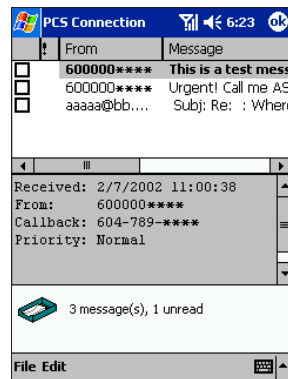 PCS Connection 6:23 ok
! From Message
600000**** This is a test mess
600000**** Urgent! Call me AS
aaaaa@bb.... Subj: Re: : Where
Received: 2/7/2002 11:00:38
From: 600000****
Callback: 604-789-****
Priority: Normal
3 message(s), 1 unread
File Edit